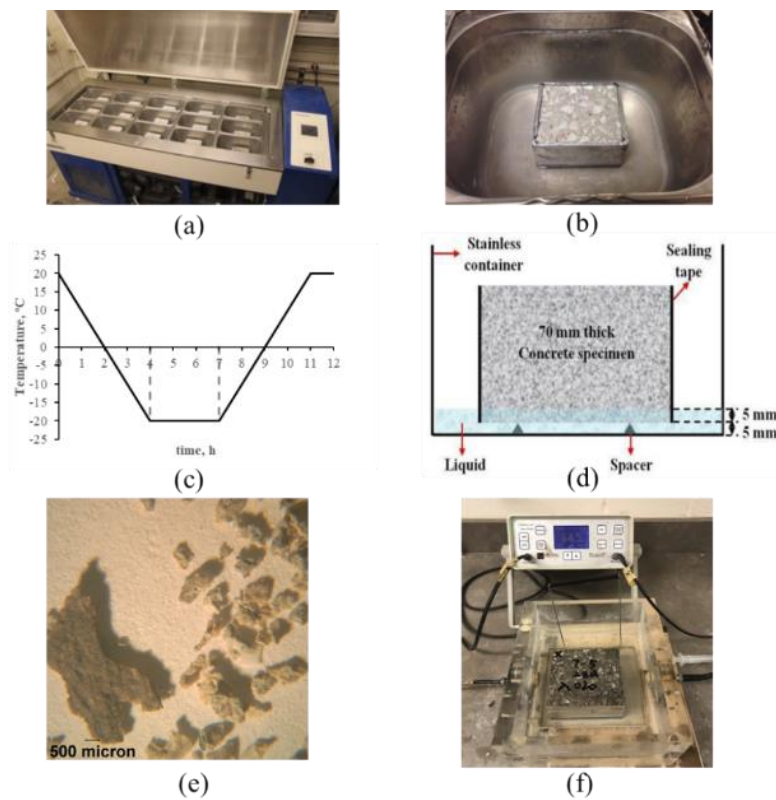 (a)
(b)
25
20
15
10
5
0
-5
-10
-15
-20
-25
Temperature, °C
0 1 2 3 4 5 6 7 8 9 10 11 12
time, h
(c)
Stainless
container
Sealing
tape
70 mm thick
Concrete specimen
5 mm
5 mm
Liquid
Spacer
(d)
500 micron
(e)
(f)